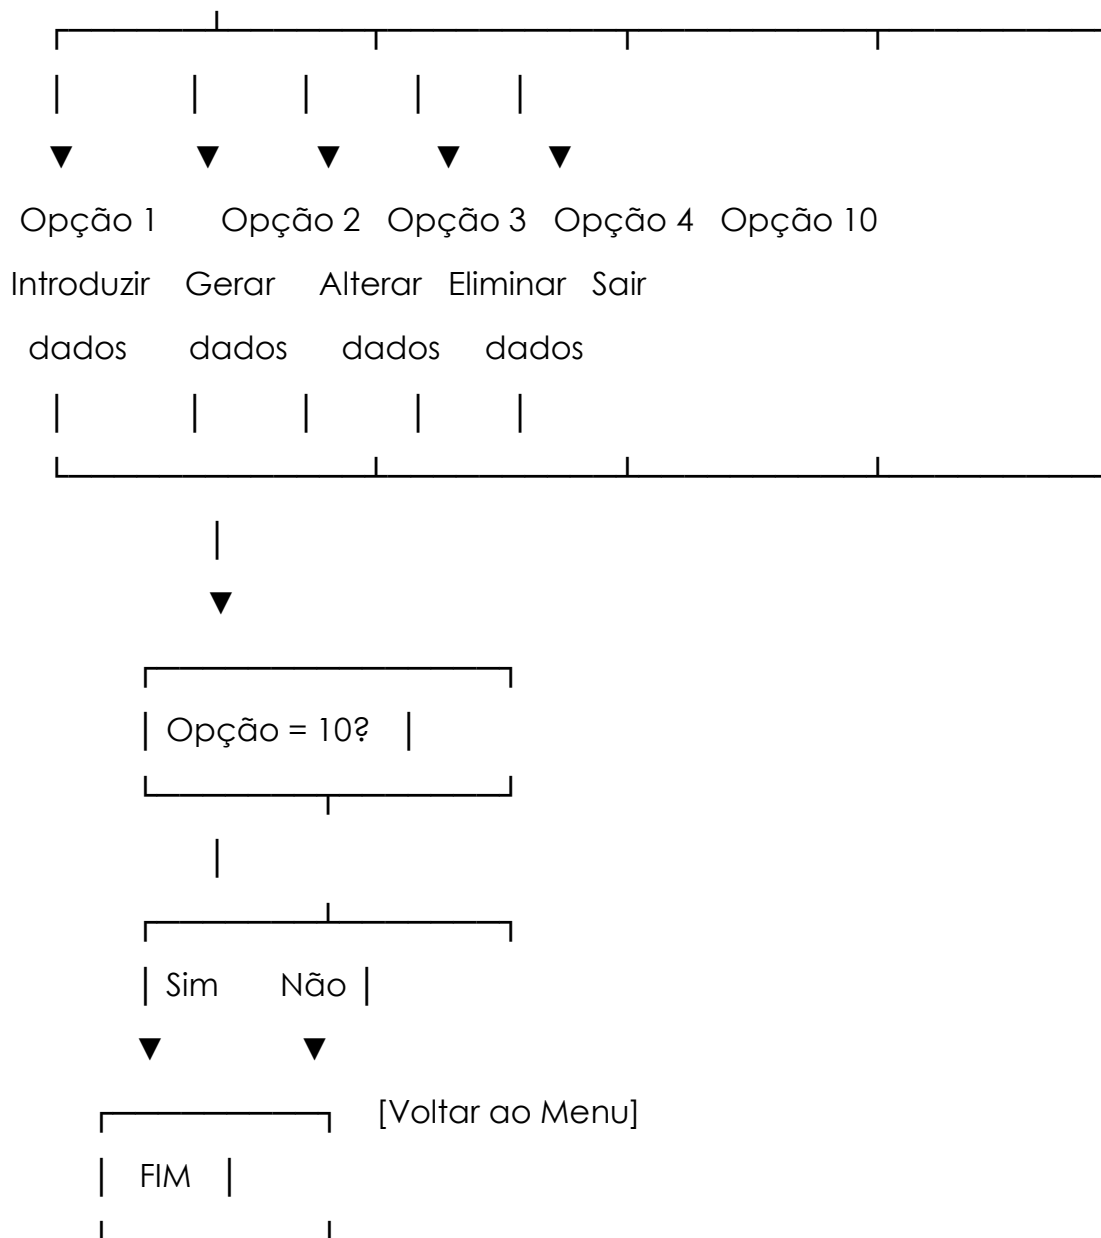 Opção 1 Opção 2 Opção 3 Opção 4 Opção 10
Introduzir Gerar Alterar Eliminar Sair
dados dados dados dados
Opção = 10?
Sim Não
[Voltar ao Menu]
FIM